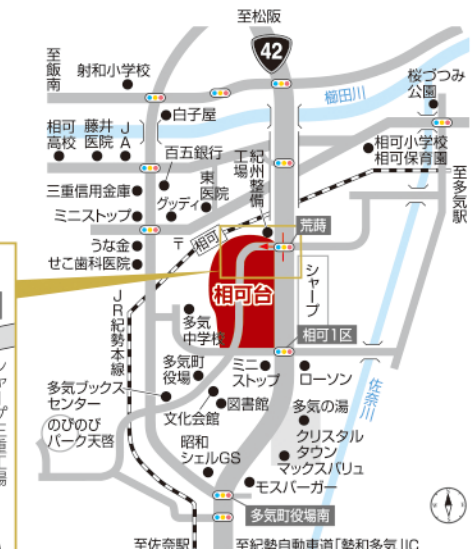 至松阪
42
至飯南
射和小学校
櫛田川
桜づつみ
公園
白子屋
相可
高校
藤井
医院
JA
百五銀行
紀州整備
工場
相可小学校
相可保育園
至多気駅
三重信用金庫
東医院
グッディ
ミニストップ
荒蒔
うな金
〒
相可
せこ歯科医院
シャープ
相可台
JR紀勢本線
多気
中学校
相可1区
多気町
役場
ミニ
ストップ
ローソン
佐奈川
多気ブックス
センター
図書館
文化会館
多気の湯
のびのび
パーク天啓
クリスタル
タウン
昭和
シェルGS
マックスバリュ
モスバーガー
多気町役場南
至佐奈駅
至紀勢自動車道「勢和多気」IC